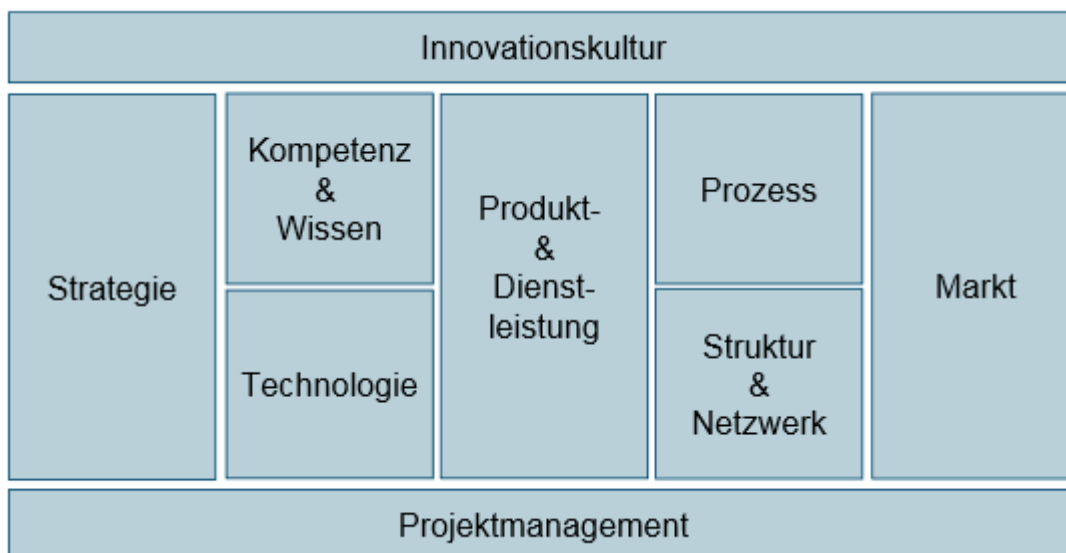 Innovationskultur
Strategie
Kompetenz
&
Wissen
Technologie
Produkt-
&
Dienst-
leistung
Prozess
Struktur
&
Netzwerk
Markt
Projektmanagement